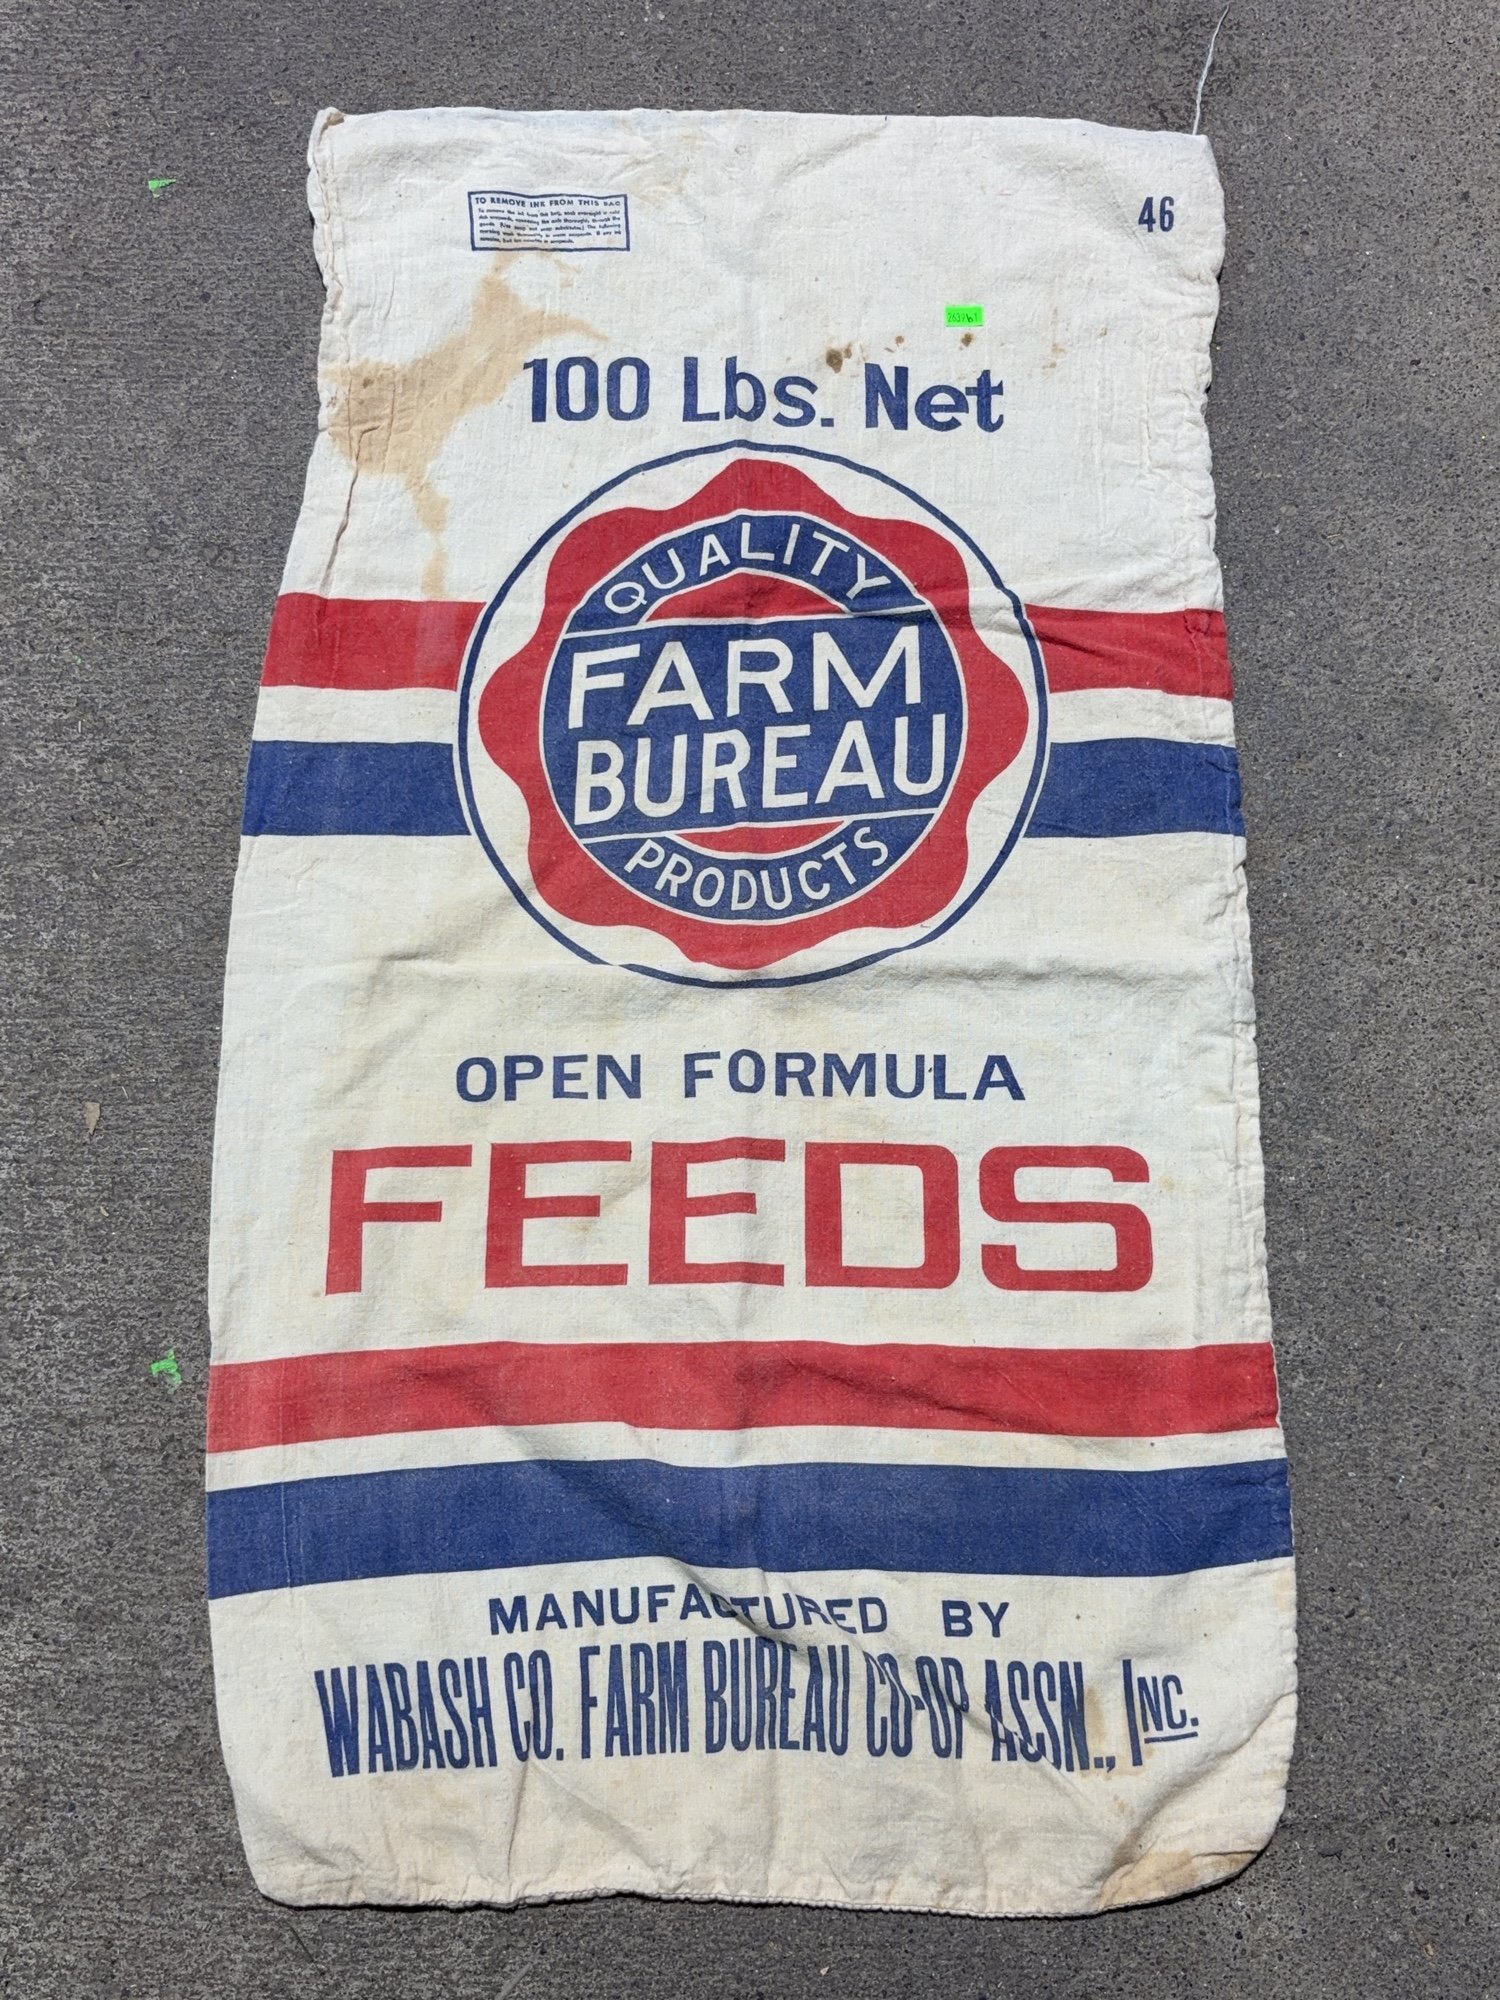 TO REMOVE INK FROM THIS BAG
46
100 Lbs. Net
QUALITY
FARM
BUREAU
PRODUCTS
OPEN FORMULA
FEEDS
MANUFACTURED BY
WABASH CO. FARM BUREAU CO-OP ASSN., INC.